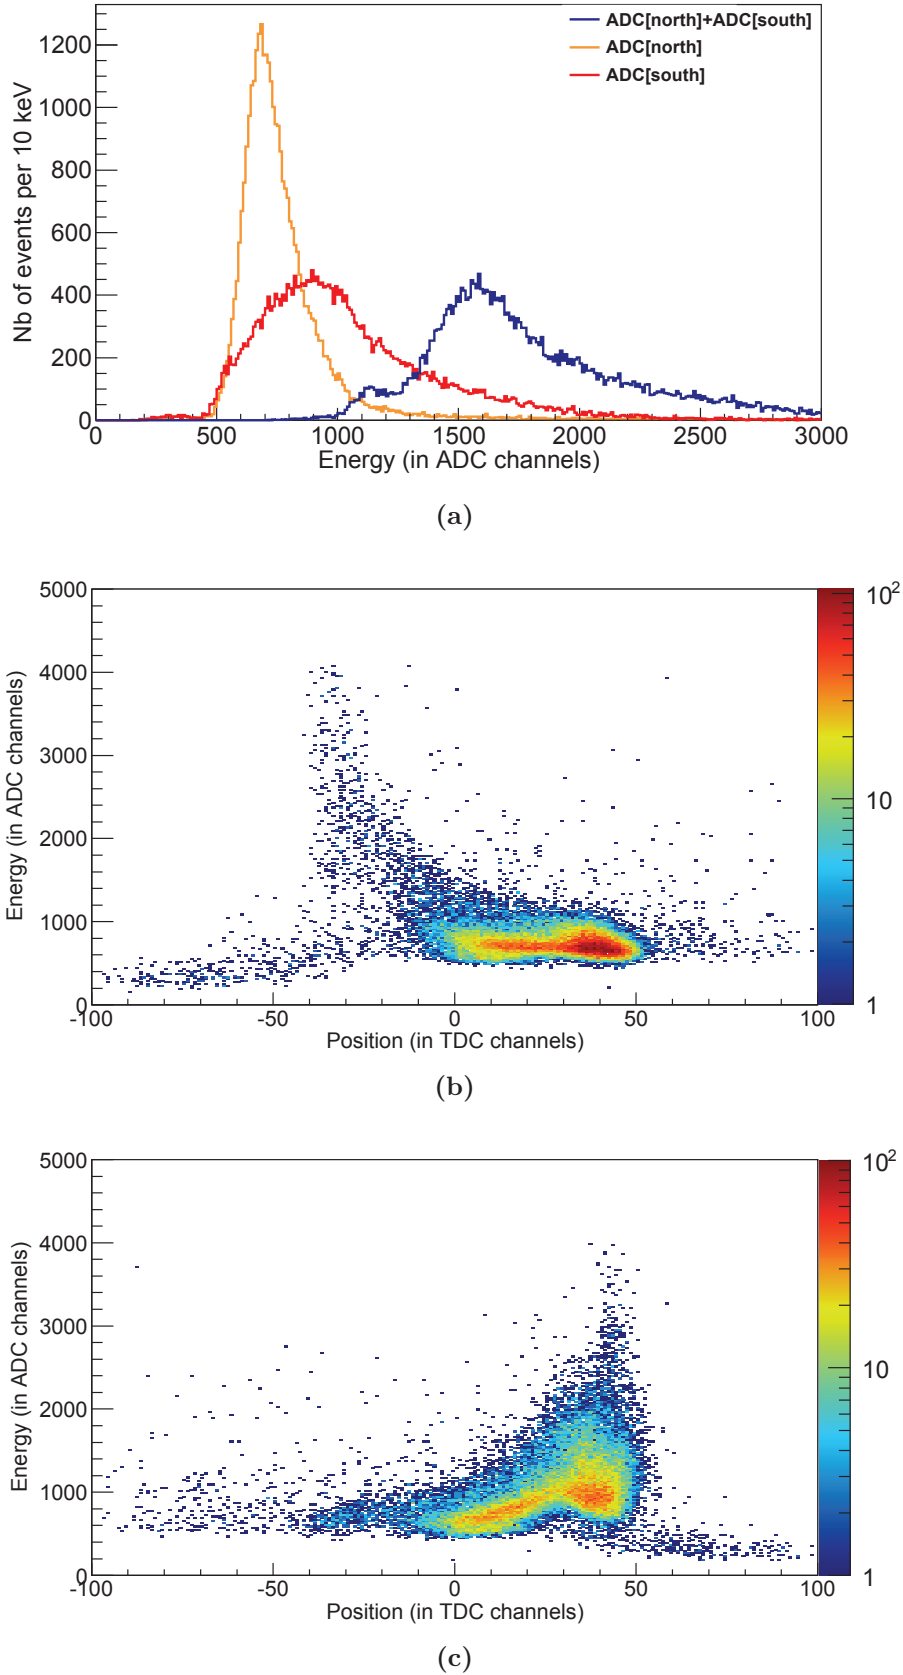 ADC[north]+ADC[south]
ADC[north]
ADC[south]
Nb of events per 10 keV
1200
1000
800
600
400
200
0
0 500 1000 1500 2000 2500 3000
Energy (in ADC channels)
(a)
Energy (in ADC channels)
5000
4000
3000
2000
1000
0
-100 -50 0 50 100
Position (in TDC channels)
10²
10
1
(b)
Energy (in ADC channels)
5000
4000
3000
2000
1000
0
-100 -50 0 50 100
Position (in TDC channels)
10²
10
1
(c)